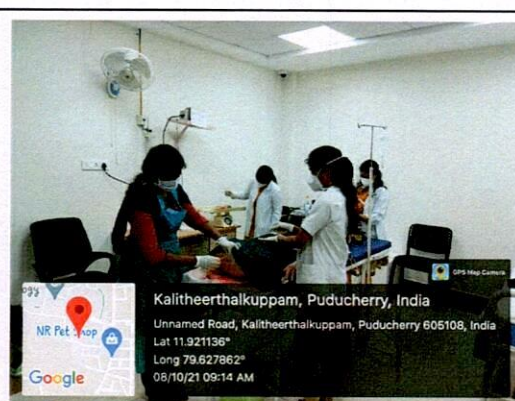 GPS Map Camera
Kalitheerthalkuppam, Puducherry, India
Unnamed Road, Kalitheerthalkuppam, Puducherry 605108, India
Lat 11.921136°
Long 79.627862°
08/10/21 09:14 AM
ogy
NR Pet
Google